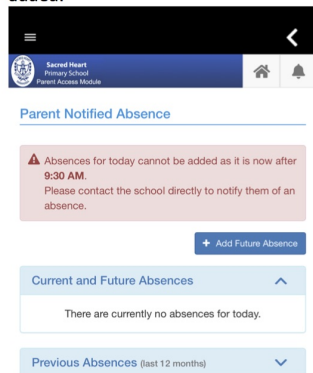 Sacred Heart
Primary School
Parent Access Module
Parent Notified Absence
Absences for today cannot be added as it is now after
9:30 AM.
Please contact the school directly to notify them of an
absence.
+ Add Future Absence
Current and Future Absences
There are currently no absences for today.
Previous Absences (last 12 months)